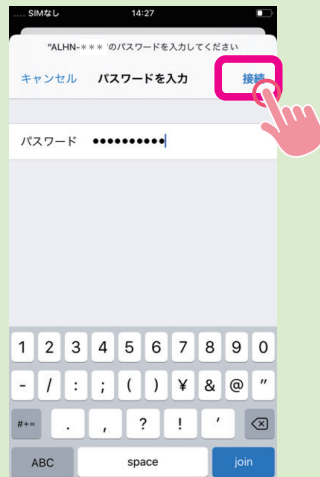 .... SIMなし 14:27
"ALHN-*** 'のパスワードを入力してください
キャンセル パスワードを入力 接続
パスワード ••••••••••
1 2 3 4 5 6 7 8 9 0
- / : ; ( ) ¥ & @ "
#+= . , ? ! '
ABC space join